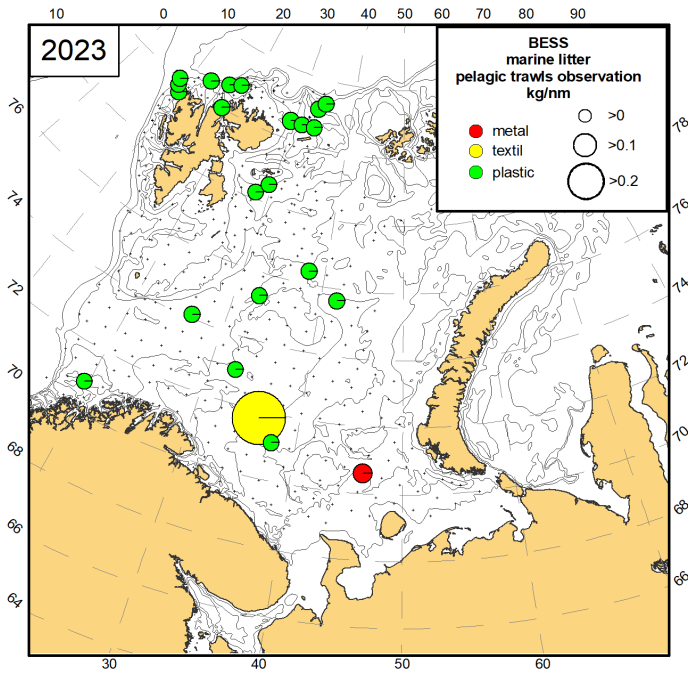 10 0 10 20 30 40 50 60 70 80 90
2023
BESS
marine litter
pelagic trawls observation
kg/nm
metal
textil
plastic
>0
>0.1
>0.2
76
74
72
70
68
66
64
78
76
74
72
70
68
66
30 40 50 60